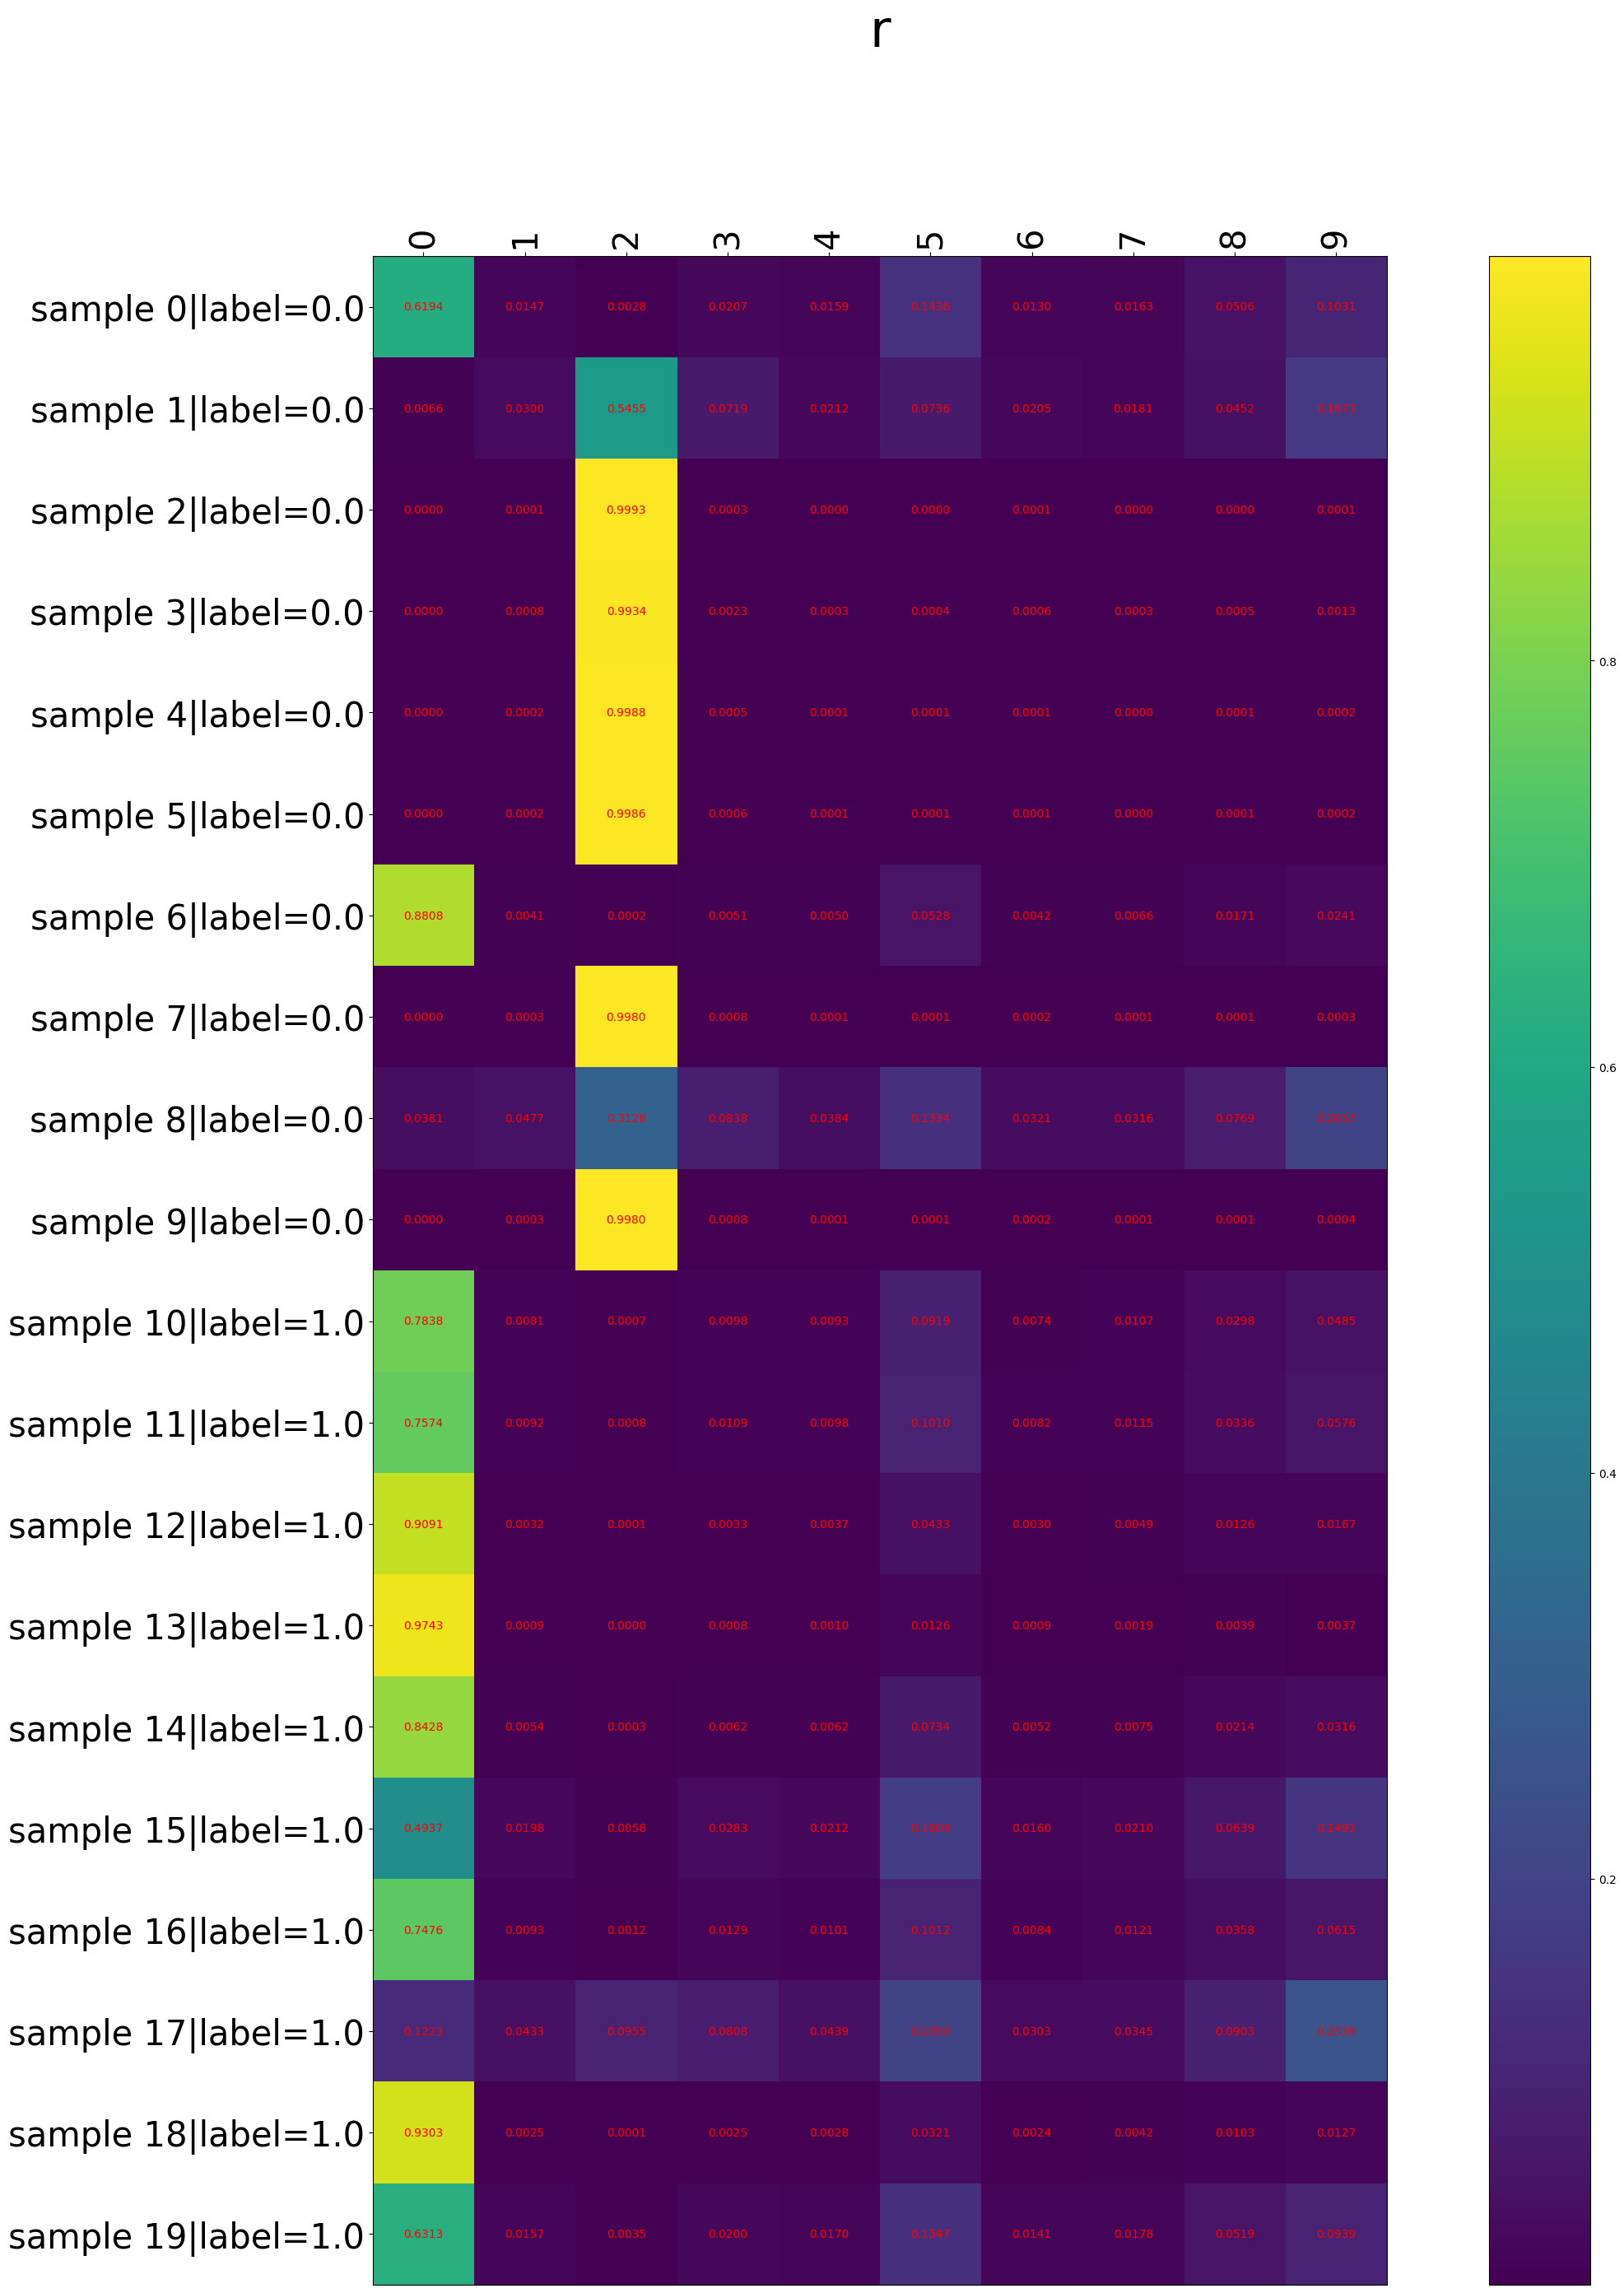 r
0 1 2 3 4 5 6 7 8 9
sample 0|label=0.0 0.6194 0.0147 0.0028 0.0207 0.0159 0.1436 0.0130 0.0163 0.0506 0.1031
sample 1|label=0.0 0.0066 0.0300 0.5455 0.0719 0.0212 0.0736 0.0205 0.0181 0.0452 0.1673
sample 2|label=0.0 0.0000 0.0001 0.9993 0.0003 0.0000 0.0000 0.0001 0.0000 0.0000 0.0001
sample 3|label=0.0 0.0000 0.0008 0.9934 0.0023 0.0003 0.0004 0.0006 0.0003 0.0005 0.0013
0.8
sample 4|label=0.0 0.0000 0.0002 0.9988 0.0005 0.0001 0.0001 0.0001 0.0000 0.0001 0.0002
sample 5|label=0.0 0.0000 0.0002 0.9986 0.0006 0.0001 0.0001 0.0001 0.0000 0.0001 0.0002
sample 6|label=0.0 0.8808 0.0041 0.0002 0.0051 0.0050 0.0528 0.0042 0.0066 0.0171 0.0241
sample 7|label=0.0 0.0000 0.0003 0.9980 0.0008 0.0001 0.0001 0.0002 0.0001 0.0001 0.0003
0.6
sample 8|label=0.0 0.0381 0.0477 0.3128 0.0838 0.0384 0.1334 0.0321 0.0316 0.0769 0.2053
sample 9|label=0.0 0.0000 0.0003 0.9980 0.0008 0.0001 0.0001 0.0002 0.0001 0.0001 0.0004
sample 10|label=1.0 0.7838 0.0081 0.0007 0.0098 0.0093 0.0919 0.0074 0.0107 0.0298 0.0485
sample 11|label=1.0 0.7574 0.0092 0.0008 0.0109 0.0098 0.1010 0.0082 0.0115 0.0336 0.0576
0.4
sample 12|label=1.0 0.9091 0.0032 0.0001 0.0033 0.0037 0.0433 0.0030 0.0049 0.0126 0.0167
sample 13|label=1.0 0.9743 0.0009 0.0000 0.0008 0.0010 0.0126 0.0009 0.0019 0.0039 0.0037
sample 14|label=1.0 0.8428 0.0054 0.0003 0.0062 0.0062 0.0734 0.0052 0.0075 0.0214 0.0316
sample 15|label=1.0 0.4937 0.0198 0.0058 0.0283 0.0212 0.0160 0.0210 0.0639 0.1492
0.2
sample 16|label=1.0 0.7476 0.0093 0.0012 0.0129 0.0101 0.1012 0.0084 0.0121 0.0358 0.0615
sample 17|label=1.0 0.1223 0.0433 0.0955 0.0808 0.0439 0.0303 0.0345 0.0903
sample 18|label=1.0 0.9303 0.0025 0.0001 0.0025 0.0028 0.0321 0.0024 0.0042 0.0103 0.0127
sample 19|label=1.0 0.6313 0.0157 0.0035 0.0200 0.0170 0.1347 0.0141 0.0178 0.0519 0.0939